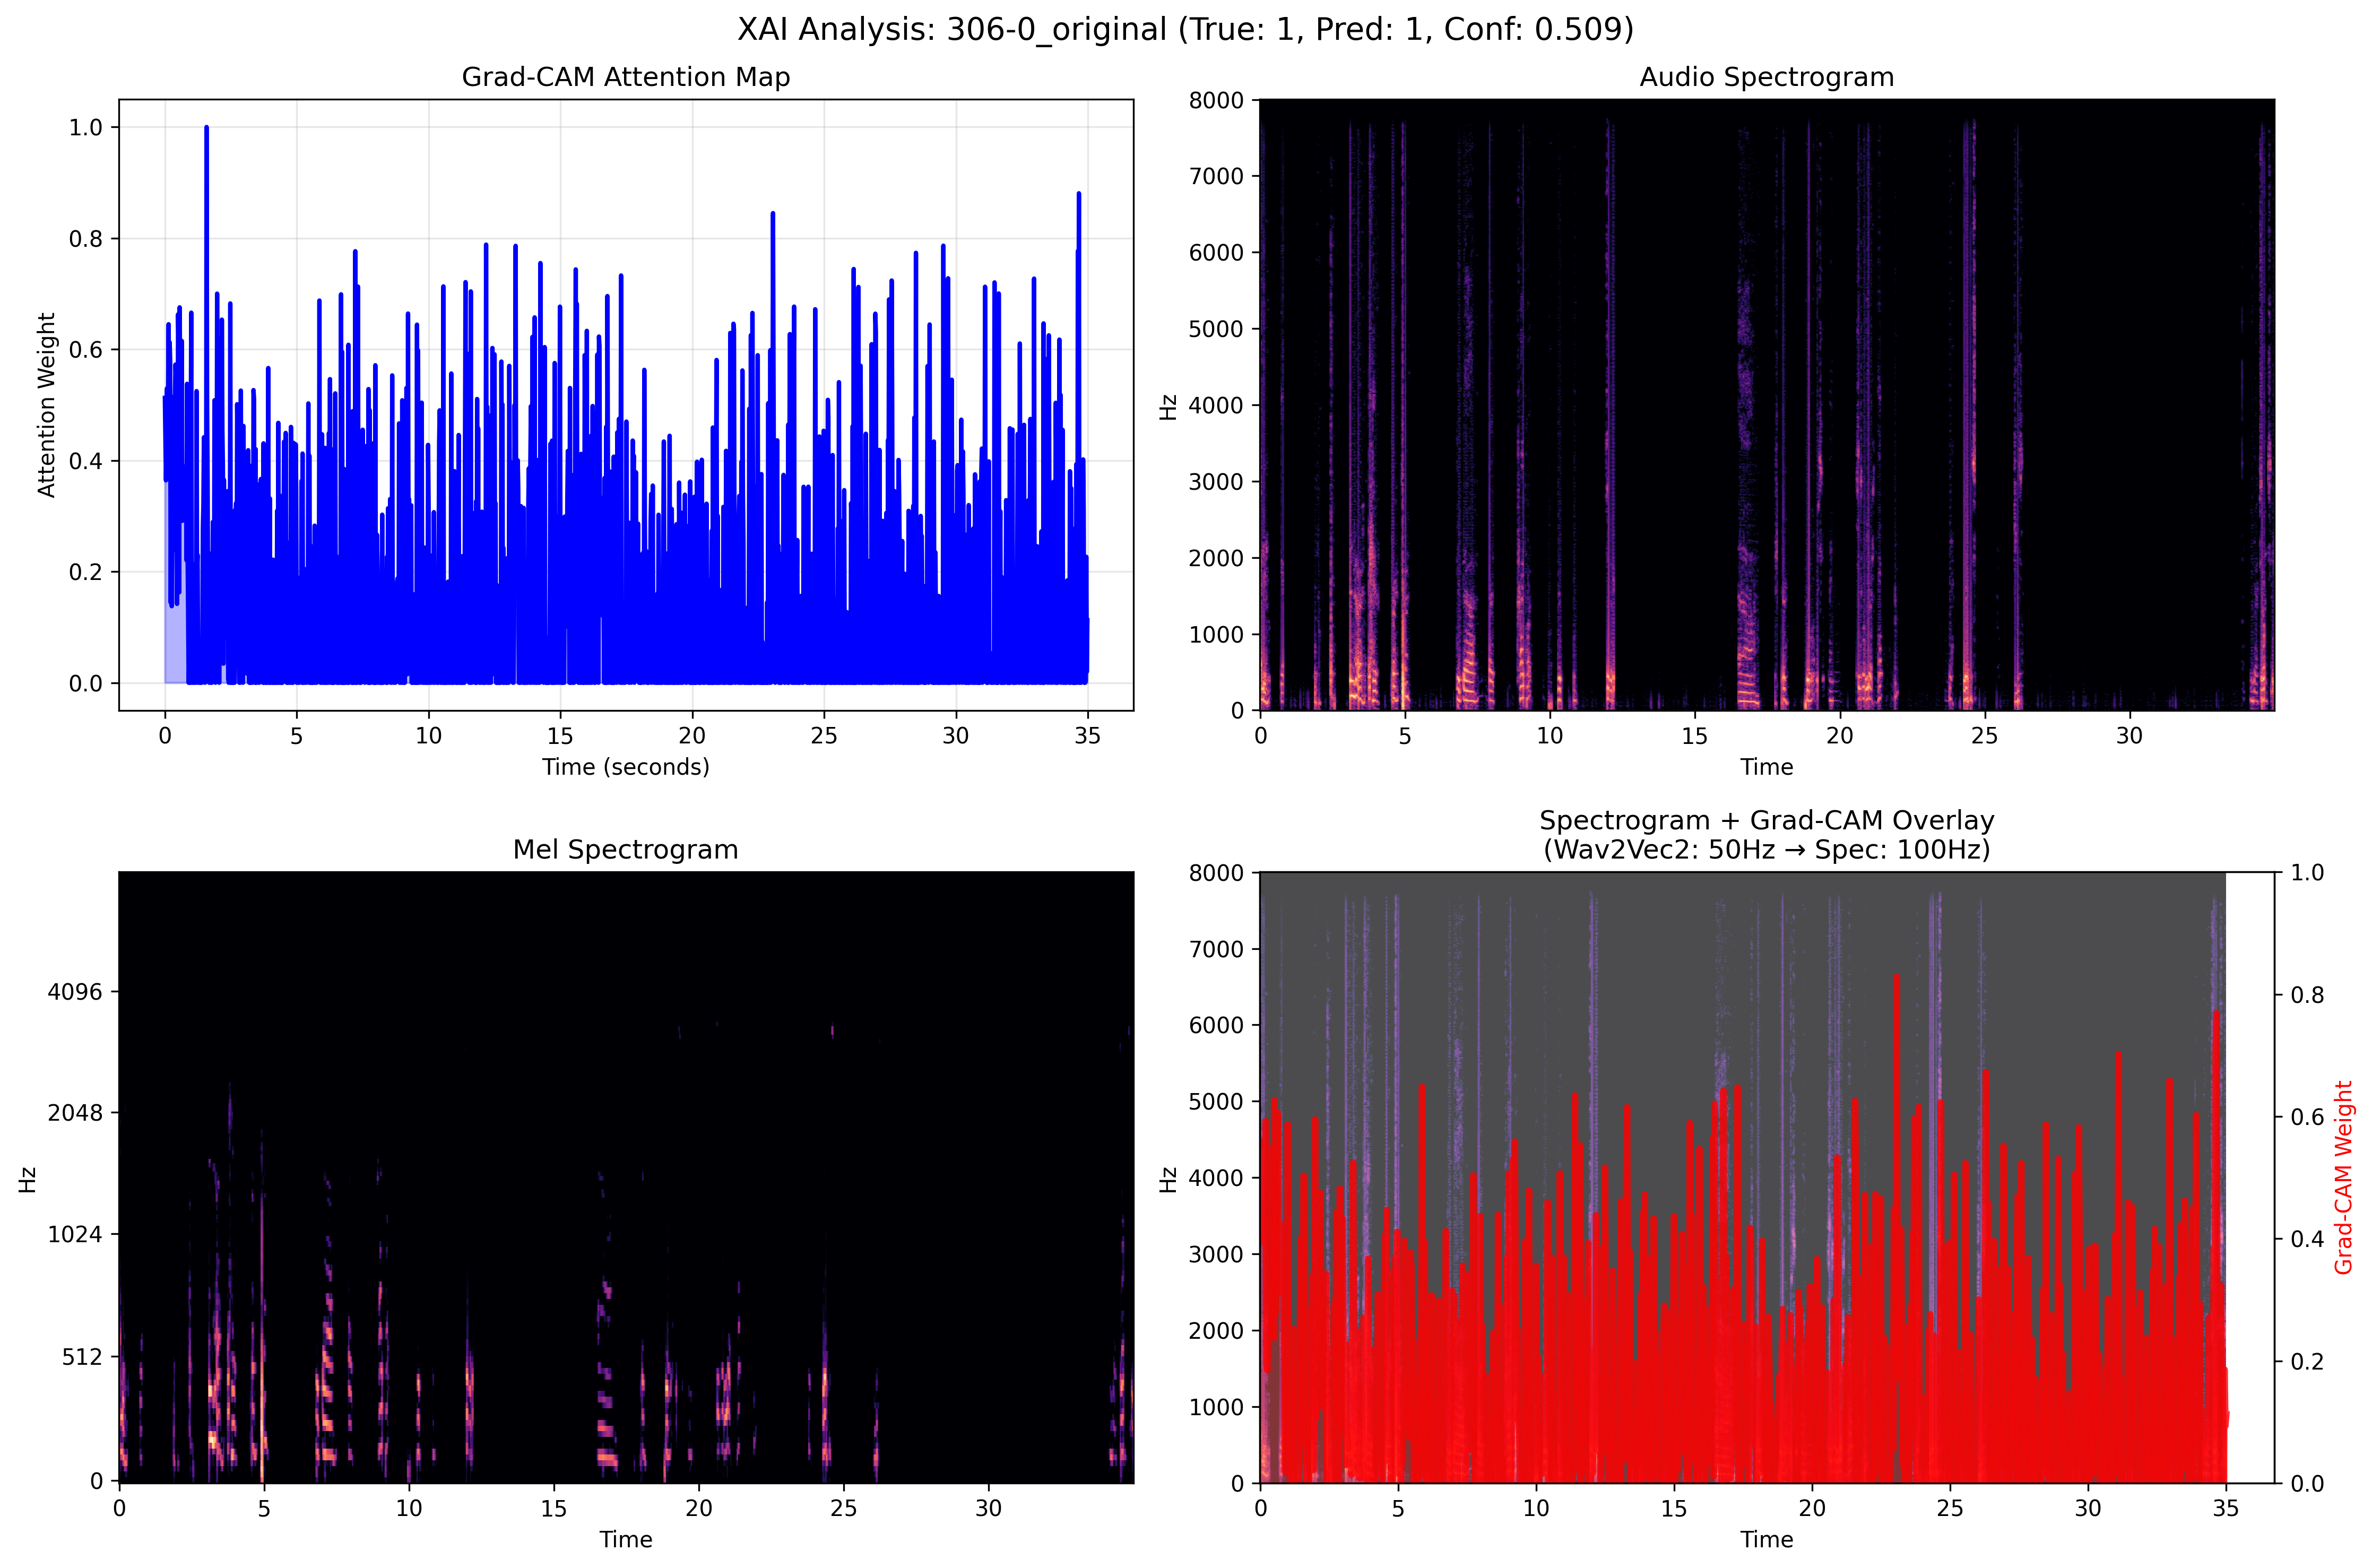 XAI Analysis: 306-0_original (True: 1, Pred: 1, Conf: 0.509)
Grad-CAM Attention Map
1.0
0.8
0.6
0.4
0.2
0.0
Attention Weight
0 5 10 15 20 25 30 35
Time (seconds)
Audio Spectrogram
8000
7000
6000
5000
4000
3000
2000
1000
0
Hz
0 5 10 15 20 25 30
Time
Mel Spectrogram
4096
2048
1024
512
0
Hz
0 5 10 15 20 25 30
Time
Spectrogram + Grad-CAM Overlay
(Wav2Vec2: 50Hz → Spec: 100Hz)
8000
7000
6000
5000
4000
3000
2000
1000
0
Hz
1.0
0.8
0.6
0.4
0.2
0.0
Grad-CAM Weight
0 5 10 15 20 25 30 35
Time